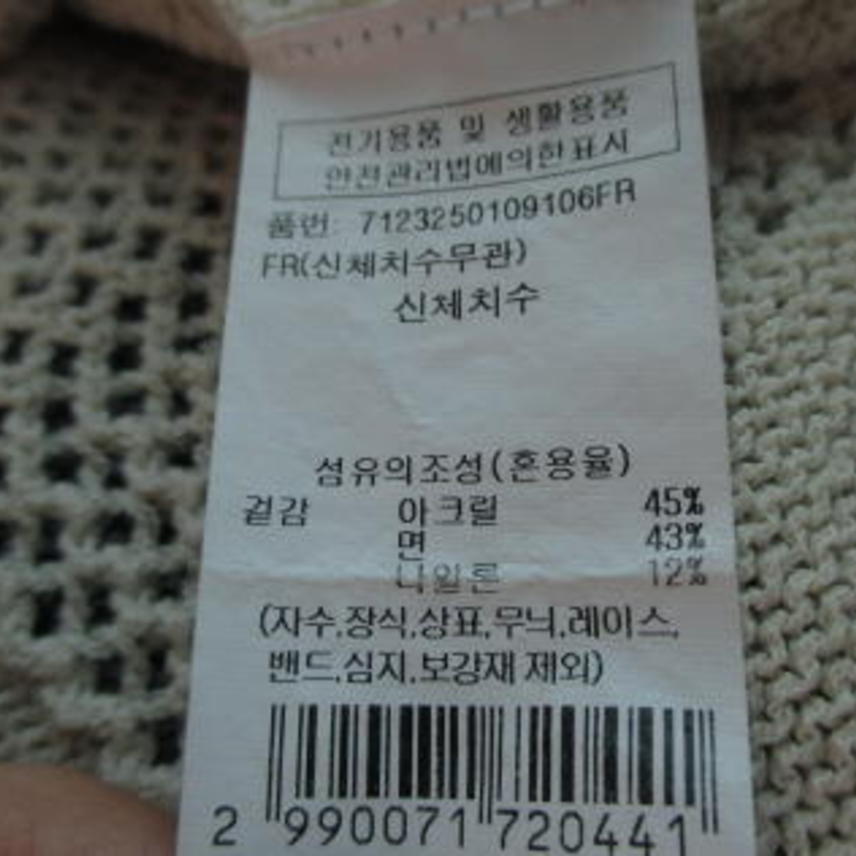 전기용품 및 생활용품
안전관리법에의한표시
품번: 7123250109106FR
FR(신체치수무관)
신체치수
섬유의조성(혼용율)
겉감 아크릴 45%
면 43%
나일론 12%
(자수.장식.상표.무늬.레이스.
밴드.심지.보강재 제외)
2 990071 720441